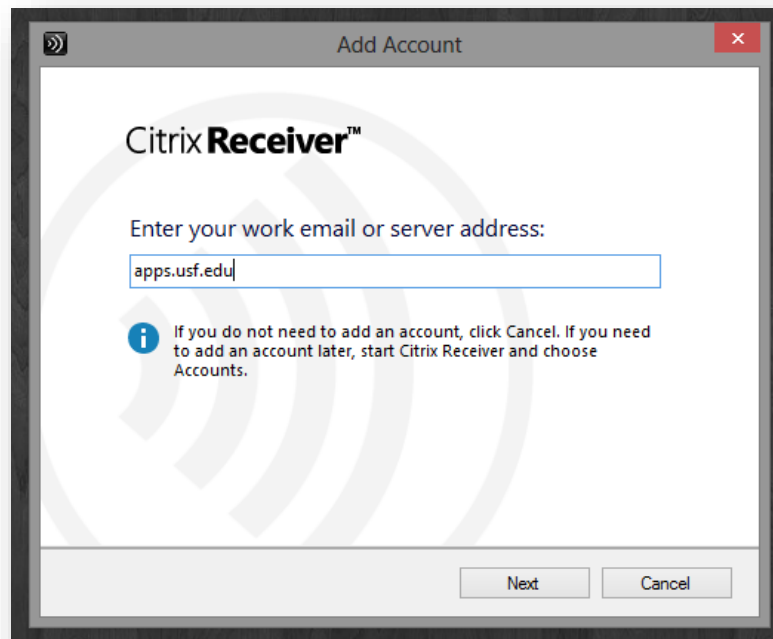 Add Account
Citrix Receiver™
Enter your work email or server address:
apps.usf.edu
If you do not need to add an account, click Cancel. If you need
to add an account later, start Citrix Receiver and choose
Accounts.
Next Cancel